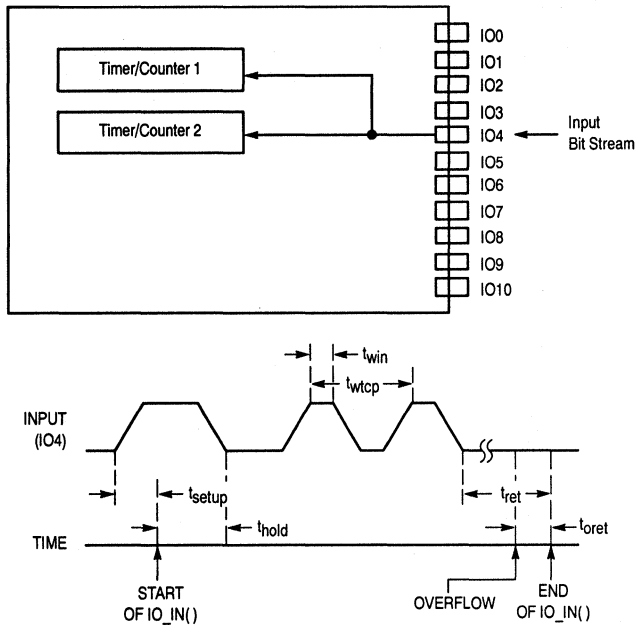 Timer/Counter 1
Timer/Counter 2
IO0
IO1
IO2
IO3
IO4
IO5
IO6
IO7
IO8
IO9
IO10
Input
Bit Stream
twin
twtcp
INPUT
(IO4)
tsetup
tret
thold
toret
TIME
START
OF IO_IN( )
OVERFLOW
END
OF IO_IN( )